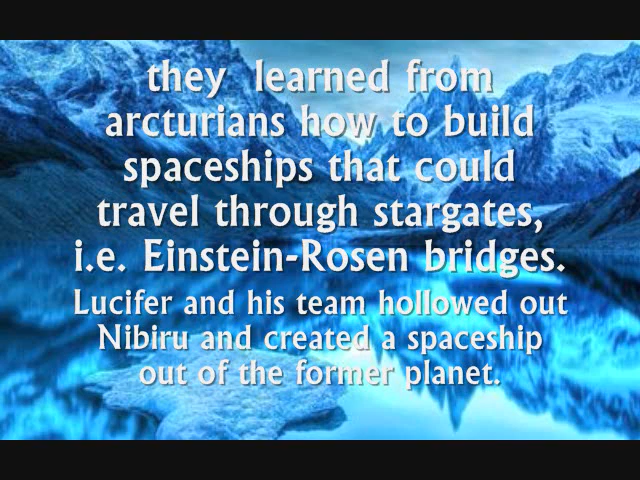 they  learned from
arcturians how to build
spaceships that could
travel through stargates,
i.e. Einstein-Rosen bridges.
Lucifer and his team hollowed out
Nibiru and created a spaceship
out of the former planet.